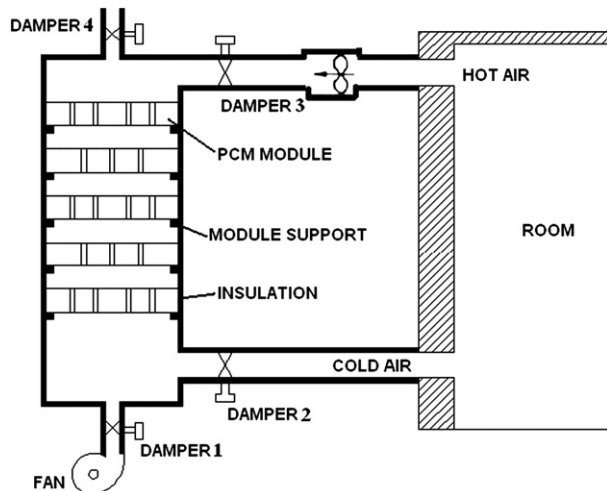 DAMPER 4
HOT AIR
DAMPER 3
PCM MODULE
MODULE SUPPORT
ROOM
INSULATION
COLD AIR
DAMPER 2
DAMPER 1
FAN